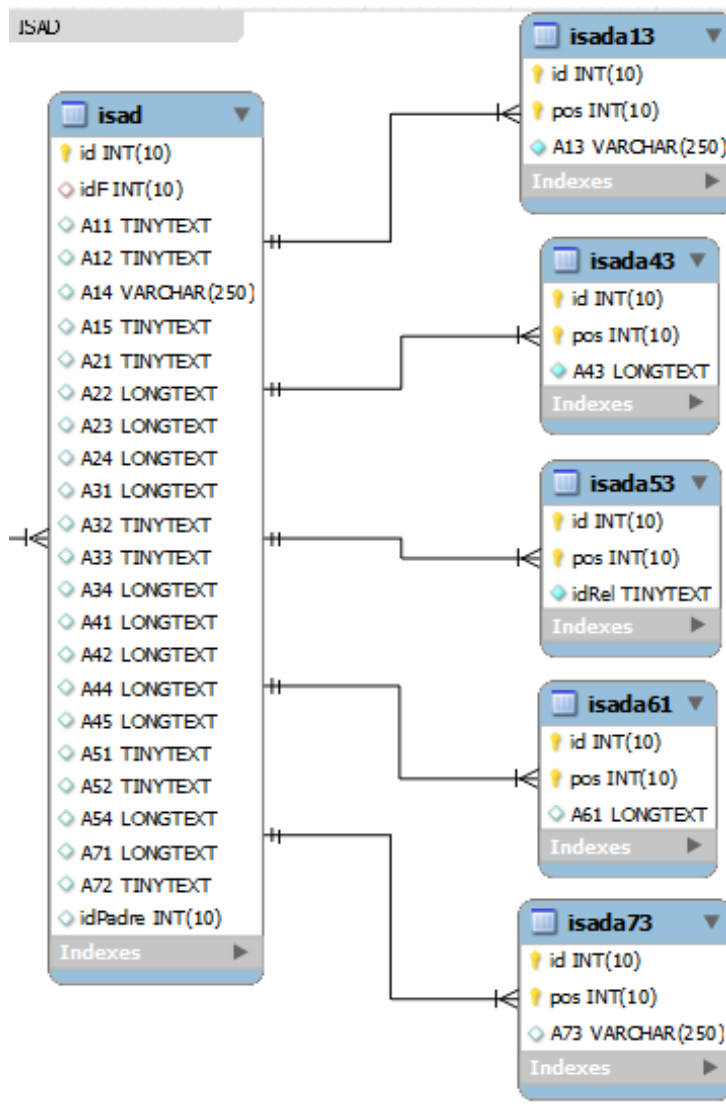 ISAD
isad
id INT(10)
idF INT(10)
A11 TINYTEXT
A12 TINYTEXT
A14 VARCHAR(250)
A15 TINYTEXT
A21 TINYTEXT
A22 LONGTEXT
A23 LONGTEXT
A24 LONGTEXT
A31 LONGTEXT
A32 TINYTEXT
A33 TINYTEXT
A34 LONGTEXT
A41 LONGTEXT
A42 LONGTEXT
A44 LONGTEXT
A45 LONGTEXT
A51 TINYTEXT
A52 TINYTEXT
A54 LONGTEXT
A71 LONGTEXT
A72 TINYTEXT
idPadre INT(10)
Indexes
isada13
id INT(10)
pos INT(10)
A13 VARCHAR(250)
Indexes
isada43
id INT(10)
pos INT(10)
A43 LONGTEXT
Indexes
isada53
id INT(10)
pos INT(10)
idRel TINYTEXT
Indexes
isada61
id INT(10)
pos INT(10)
A61 LONGTEXT
Indexes
isada73
id INT(10)
pos INT(10)
A73 VARCHAR(250)
Indexes